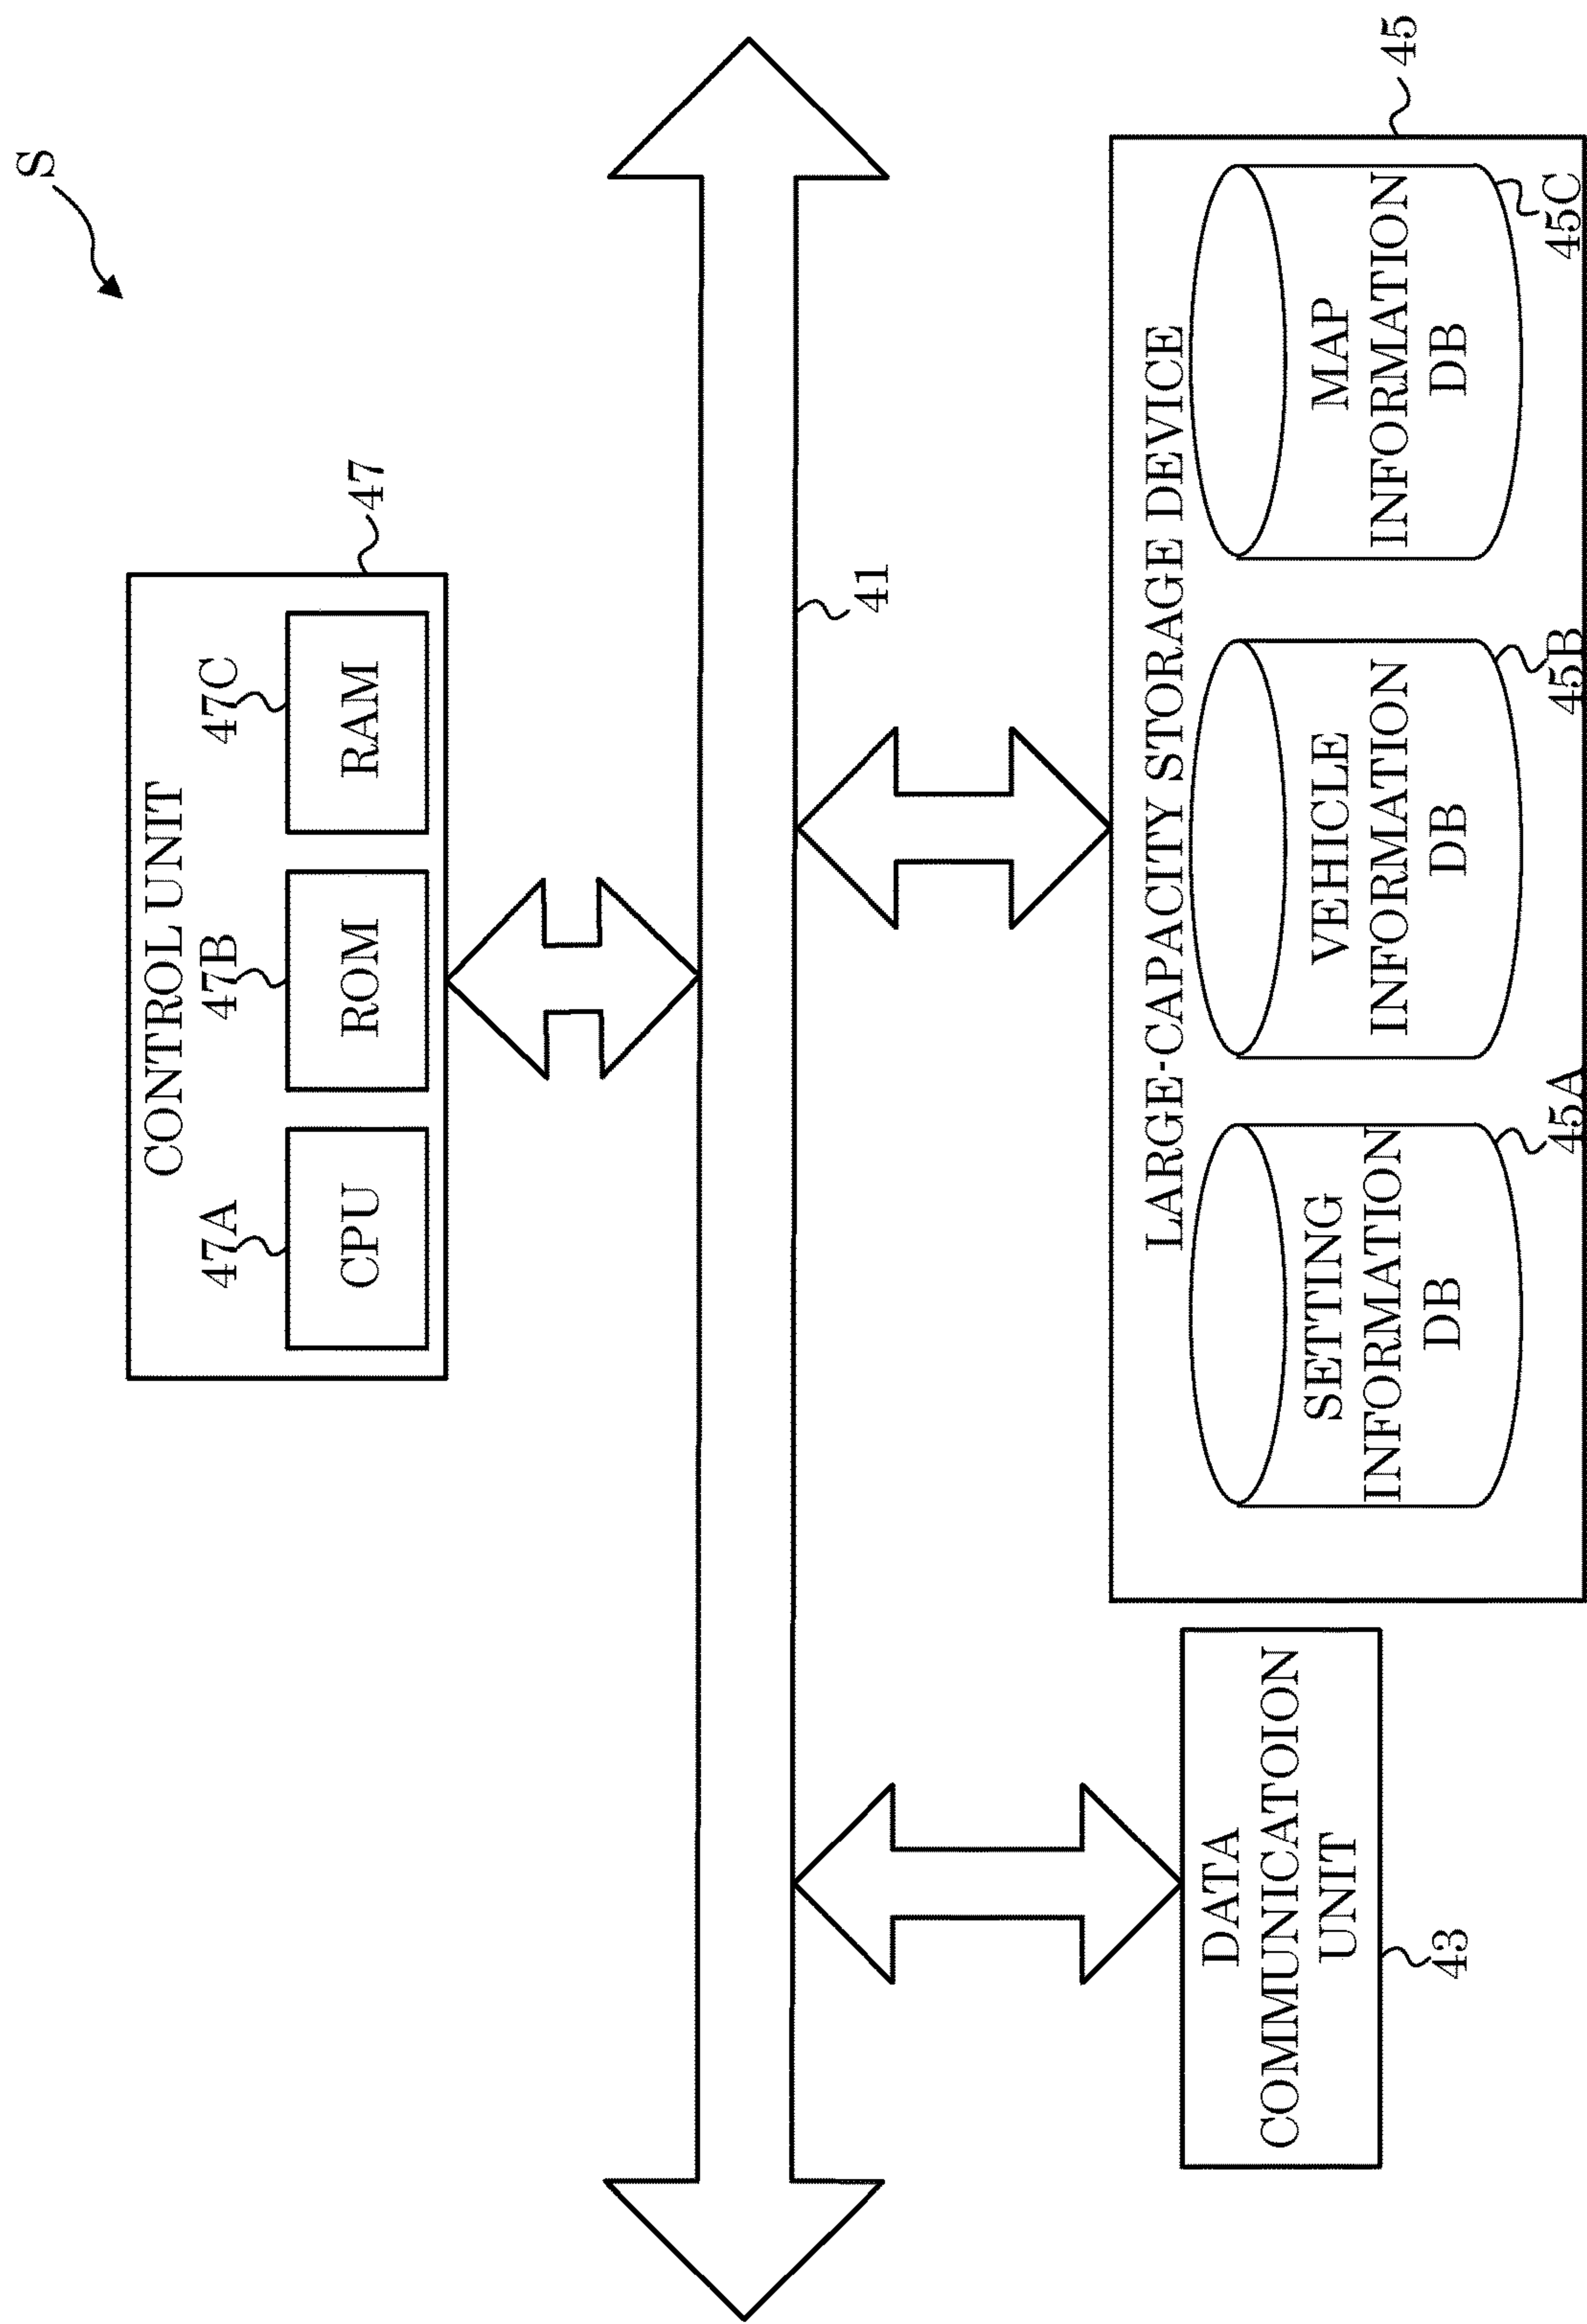 S
47
CONTROL UNIT
47A
47B
47C
CPU
ROM
RAM
41
45
LARGE-CAPACITY STORAGE DEVICE
DATA
COMMUNICATOION
UNIT
43
SETTING
INFORMATION
DB
45A
VEHICLE
INFORMATION
DB
45B
MAP
INFORMATION
DB
45C